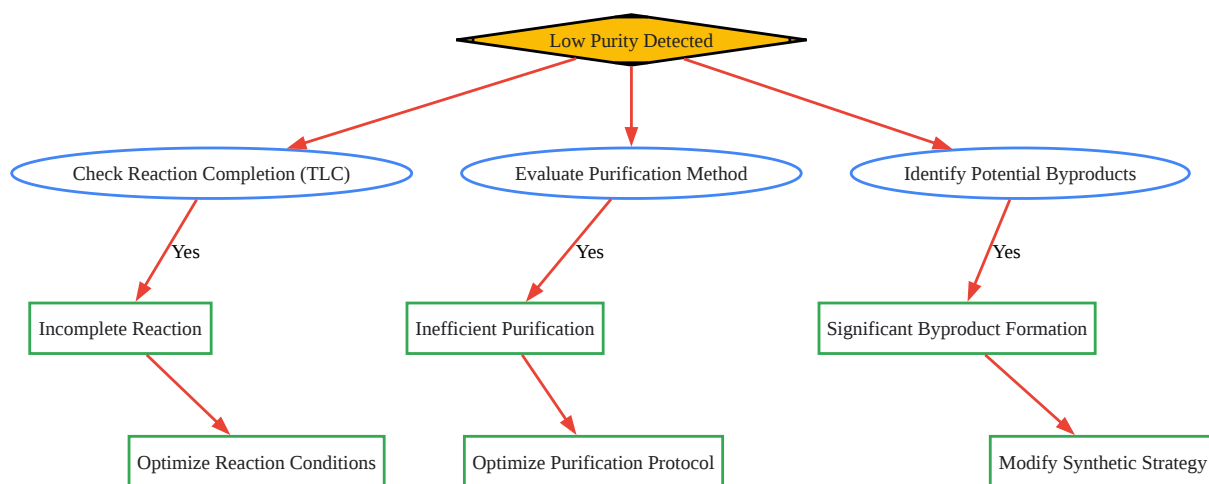 Low Purity Detected
Check Reaction Completion (TLC)
Evaluate Purification Method
Identify Potential Byproducts
Yes
Yes
Yes
Incomplete Reaction
Inefficient Purification
Significant Byproduct Formation
Optimize Reaction Conditions
Optimize Purification Protocol
Modify Synthetic Strategy